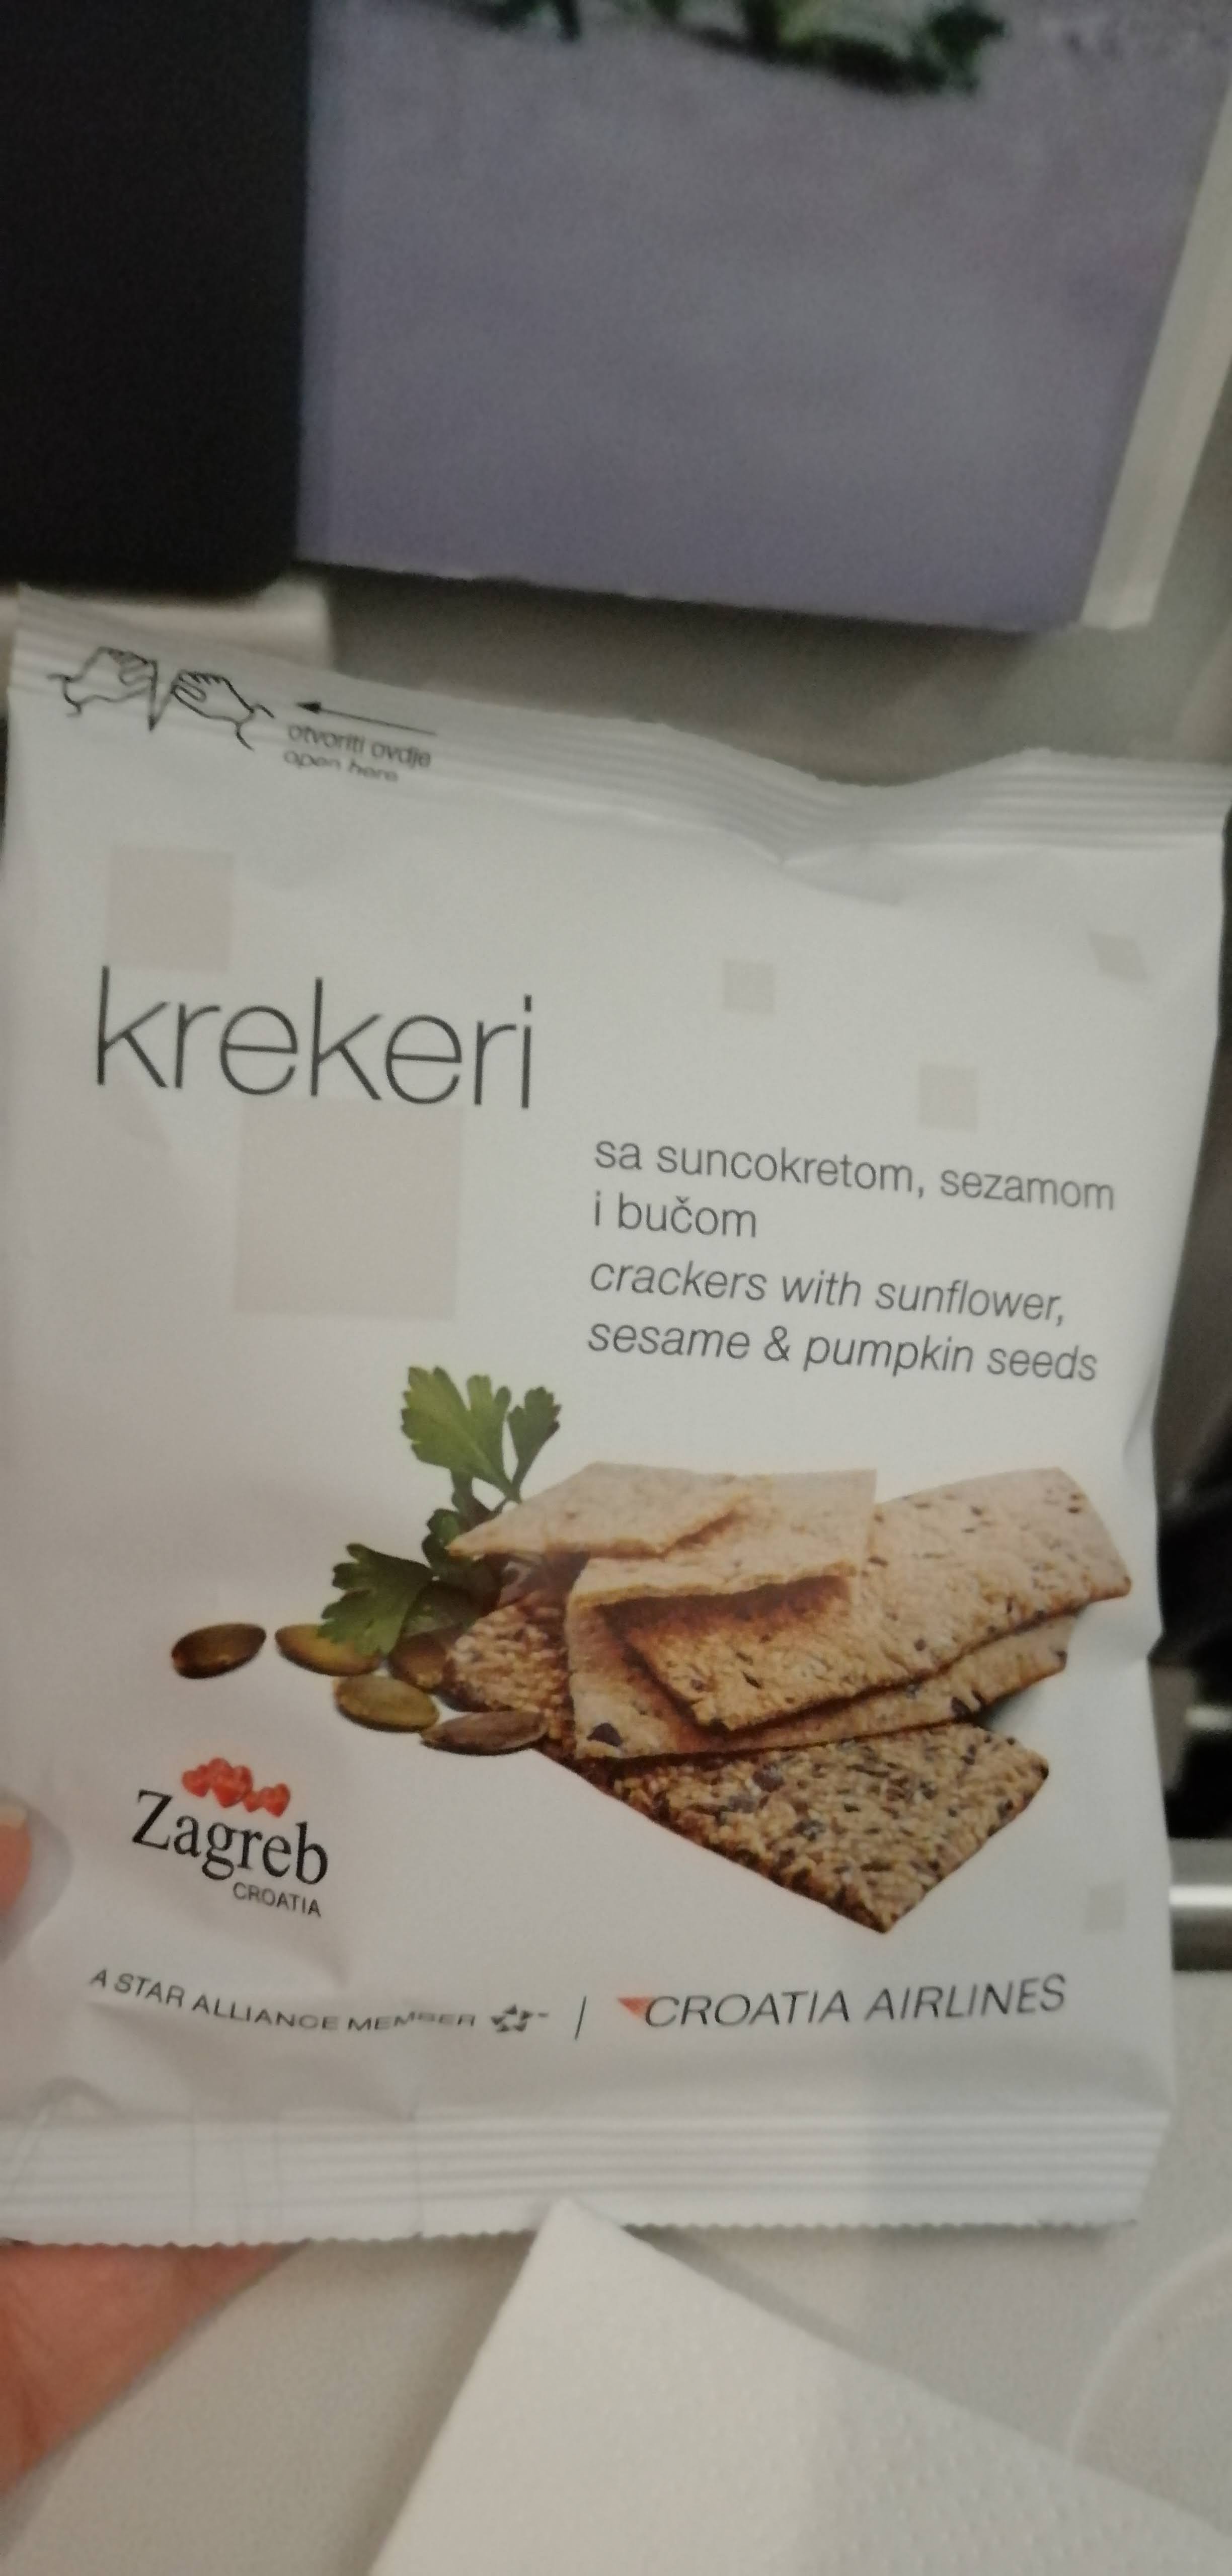 otvoriti ovdje
open here
krekeri
sa suncokretom, sezamom
i bučom
crackers with sunflower,
sesame & pumpkin seeds
Zagreb
CROATIA
A STAR ALLIANCE MEMBER | CROATIA AIRLINES